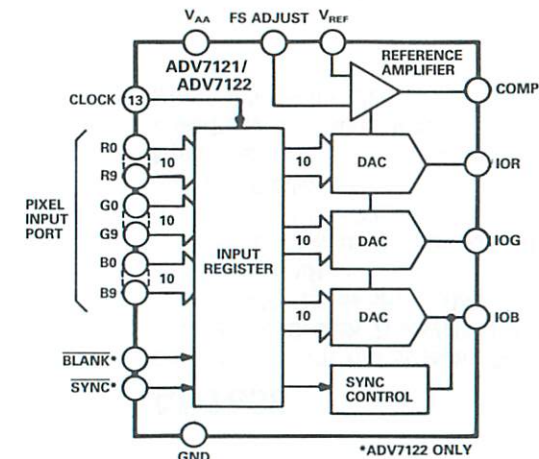 VAA FS ADJUST VREF
ADV7121/
ADV7122
REFERENCE
AMPLIFIER
CLOCK 13
COMP
R0
10
R9
G0
10
G9
B0
10
B9
PIXEL
INPUT
PORT
INPUT
REGISTER
10
DAC
IOR
10
DAC
IOG
10
DAC
IOB
BLANK*
SYNC*
SYNC
CONTROL
GND
*ADV7122 ONLY